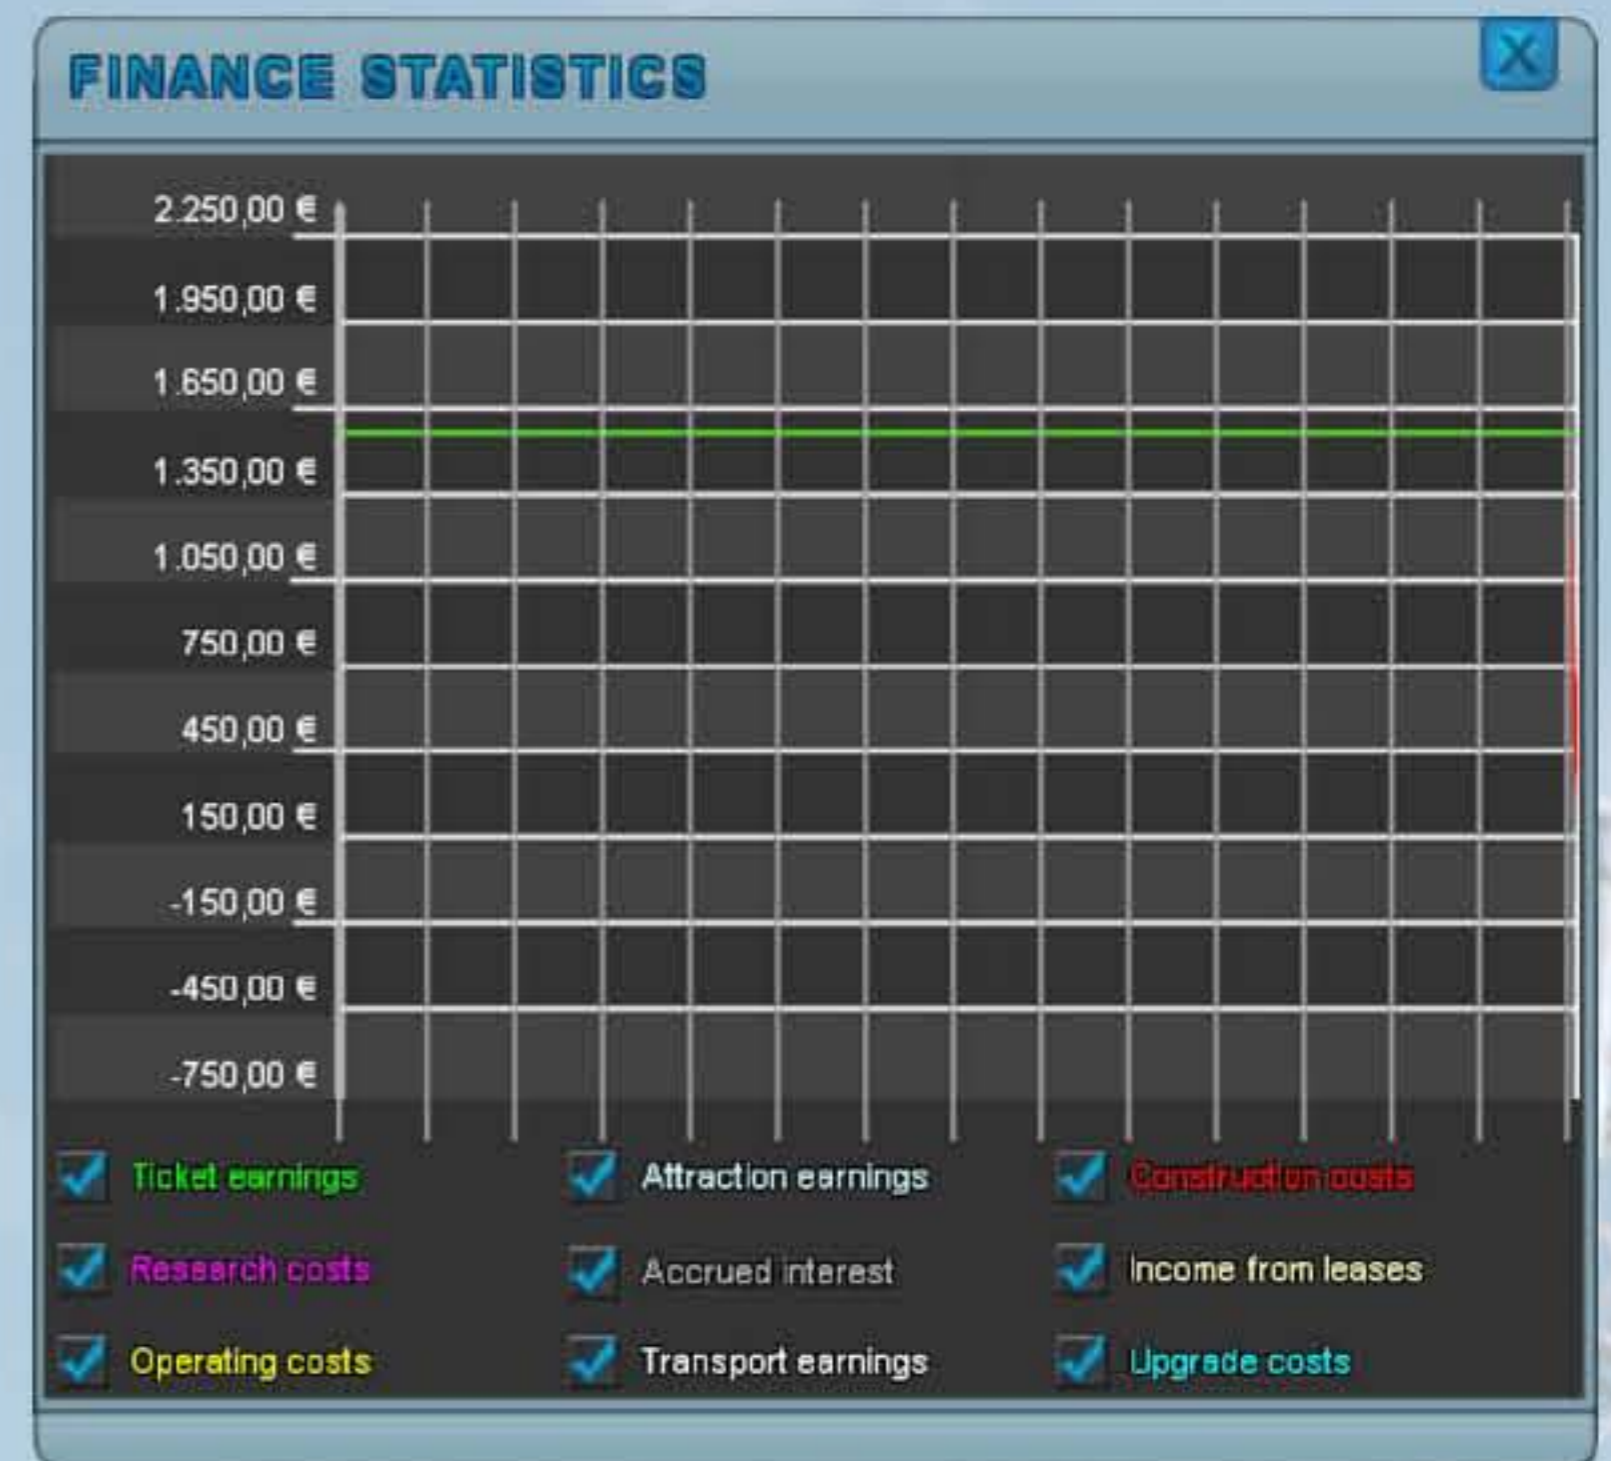 FINANCE STATISTICS
X
2.250,00 €
1.950,00 €
1.650,00 €
1.350,00 €
1.050,00 €
750,00 €
450,00 €
150,00 €
-150,00 €
-450,00 €
-750,00 €
Ticket earnings Attraction earnings Construction costs
Research costs Accrued interest Income from leases
Operating costs Transport earnings Upgrade costs